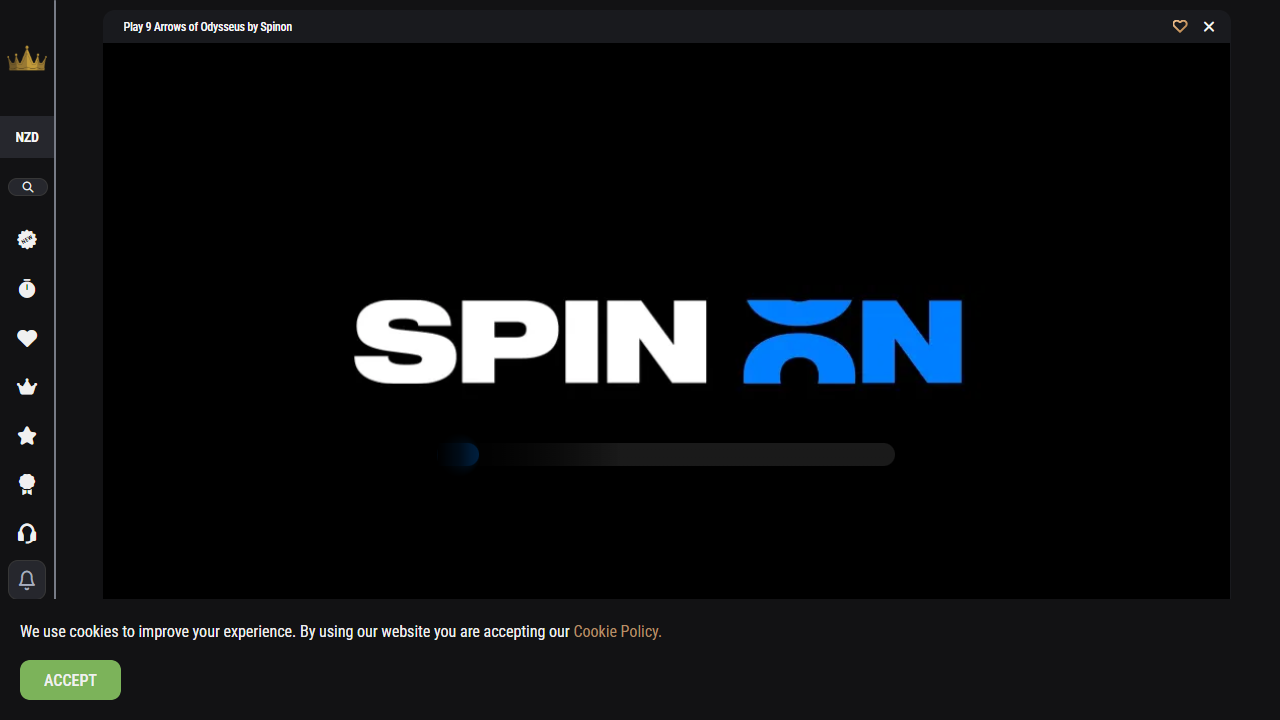 Play 9 Arrows of Odysseus by Spinon
NZD
NEW
SPIN ON
We use cookies to improve your experience. By using our website you are accepting our Cookie Policy.
ACCEPT